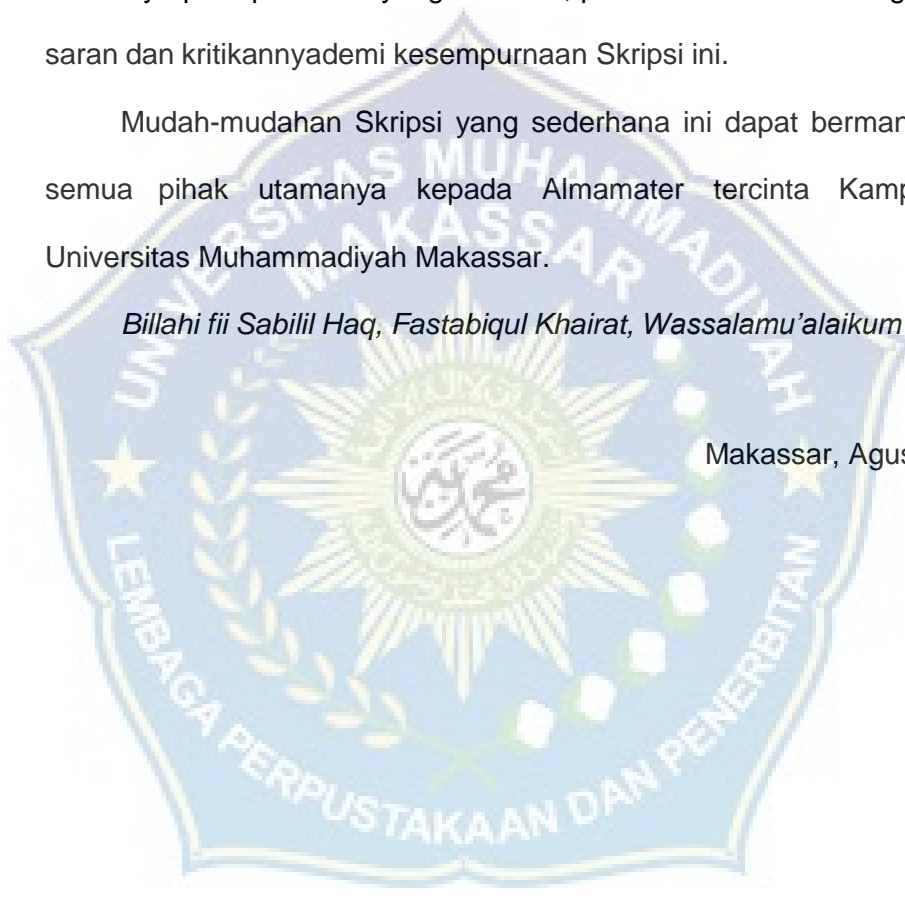 yang
saran dan kritikannyademi kesempurnaan Skripsi ini.
Mudah-mudahan Skripsi yang sederhana ini dapat berman
semua pihak utamanya kepada Almamater tercinta Kamp
Universitas Muhammadiyah Makassar.
Billahi fii Sabilil Haq, Fastabiqul Khairat, Wassalamu’alaikum
Makassar, Agus
UNIVERSITAS MUHAMMADIYAH
MAKASSAR
LEMBAGA PERPUSTAKAAN DAN PENERBITAN